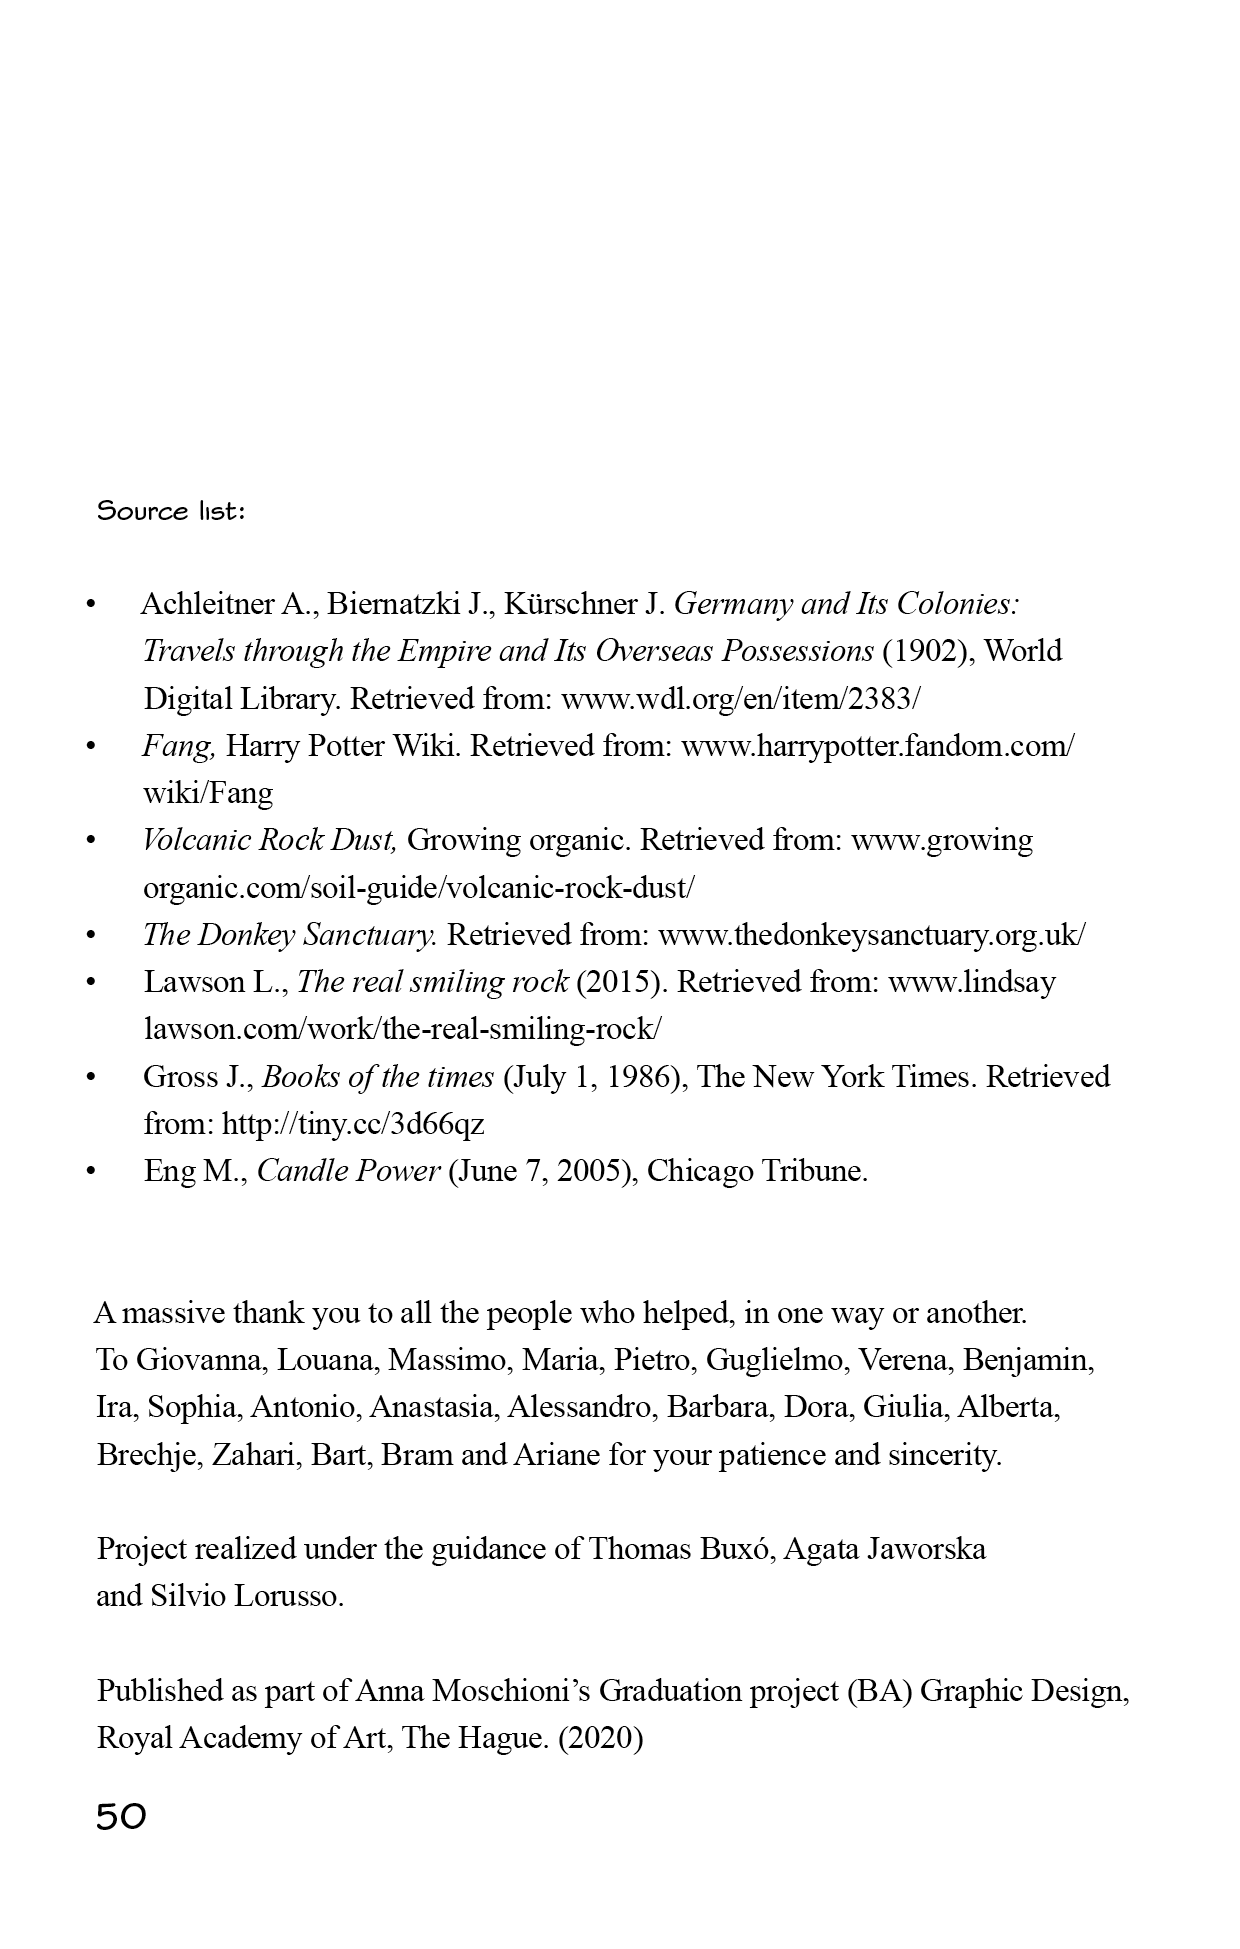 Source list:
• Achleitner A., Biernatzki J., Kürschner J. Germany and Its Colonies:
Travels through the Empire and Its Overseas Possessions (1902), World
Digital Library. Retrieved from: www.wdl.org/en/item/2383/
• Fang, Harry Potter Wiki. Retrieved from: www.harrypotter.fandom.com/
wiki/Fang
• Volcanic Rock Dust, Growing organic. Retrieved from: www.growing
organic.com/soil-guide/volcanic-rock-dust/
• The Donkey Sanctuary. Retrieved from: www.thedonkeysanctuary.org.uk/
• Lawson L., The real smiling rock (2015). Retrieved from: www.lindsay
lawson.com/work/the-real-smiling-rock/
• Gross J., Books of the times (July 1, 1986), The New York Times. Retrieved
from: http://tiny.cc/3d66qz
• Eng M., Candle Power (June 7, 2005), Chicago Tribune.
A massive thank you to all the people who helped, in one way or another.
To Giovanna, Louana, Massimo, Maria, Pietro, Guglielmo, Verena, Benjamin,
Ira, Sophia, Antonio, Anastasia, Alessandro, Barbara, Dora, Giulia, Alberta,
Brechje, Zahari, Bart, Bram and Ariane for your patience and sincerity.
Project realized under the guidance of Thomas Buxó, Agata Jaworska
and Silvio Lorusso.
Published as part of Anna Moschioni’s Graduation project (BA) Graphic Design,
Royal Academy of Art, The Hague. (2020)
50